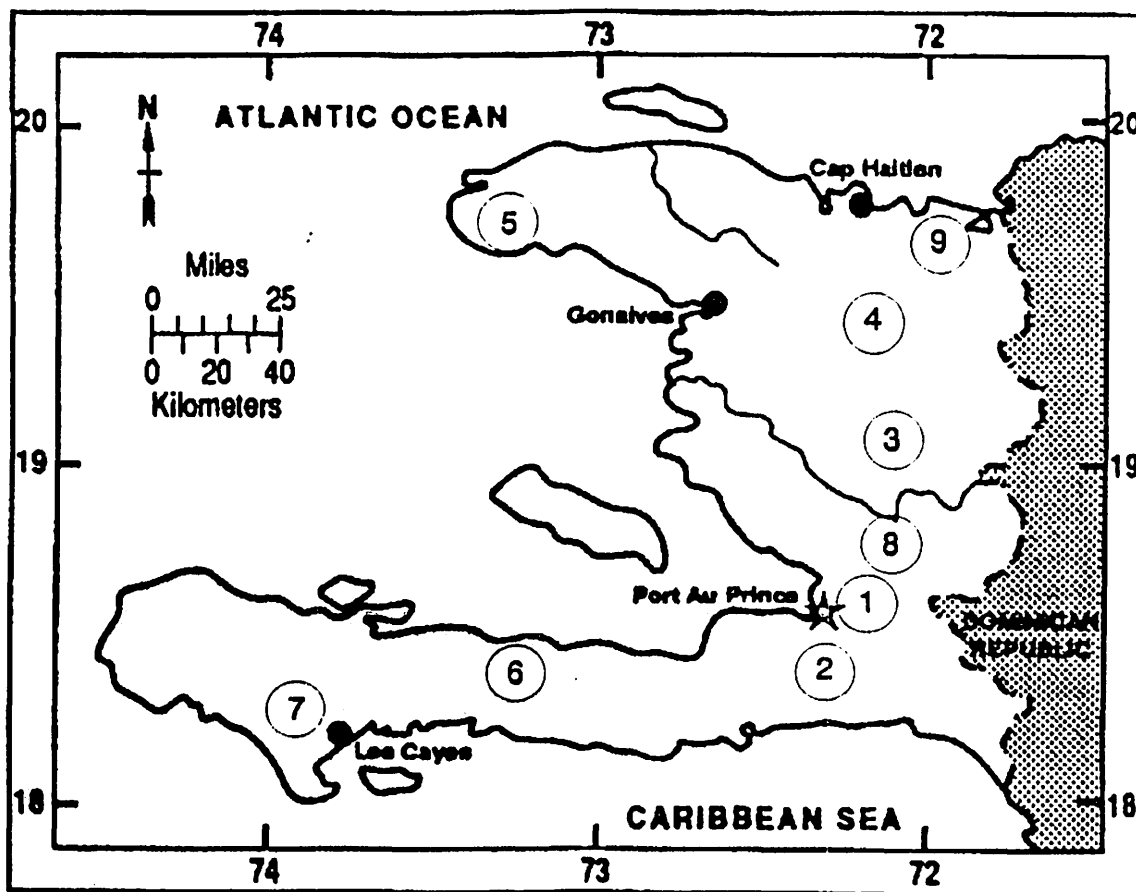 74 73 72
N
ATLANTIC OCEAN
20 20
Cap Haitien
5
9
Miles
0 25
Gonaives
4
0 20 40
Kilometers
3
19 19
8
Port Au Prince
1
DOMINICAN
REPUBLIC
6
2
7
Les Cayes
18 18
CARIBBEAN SEA
74 73 72